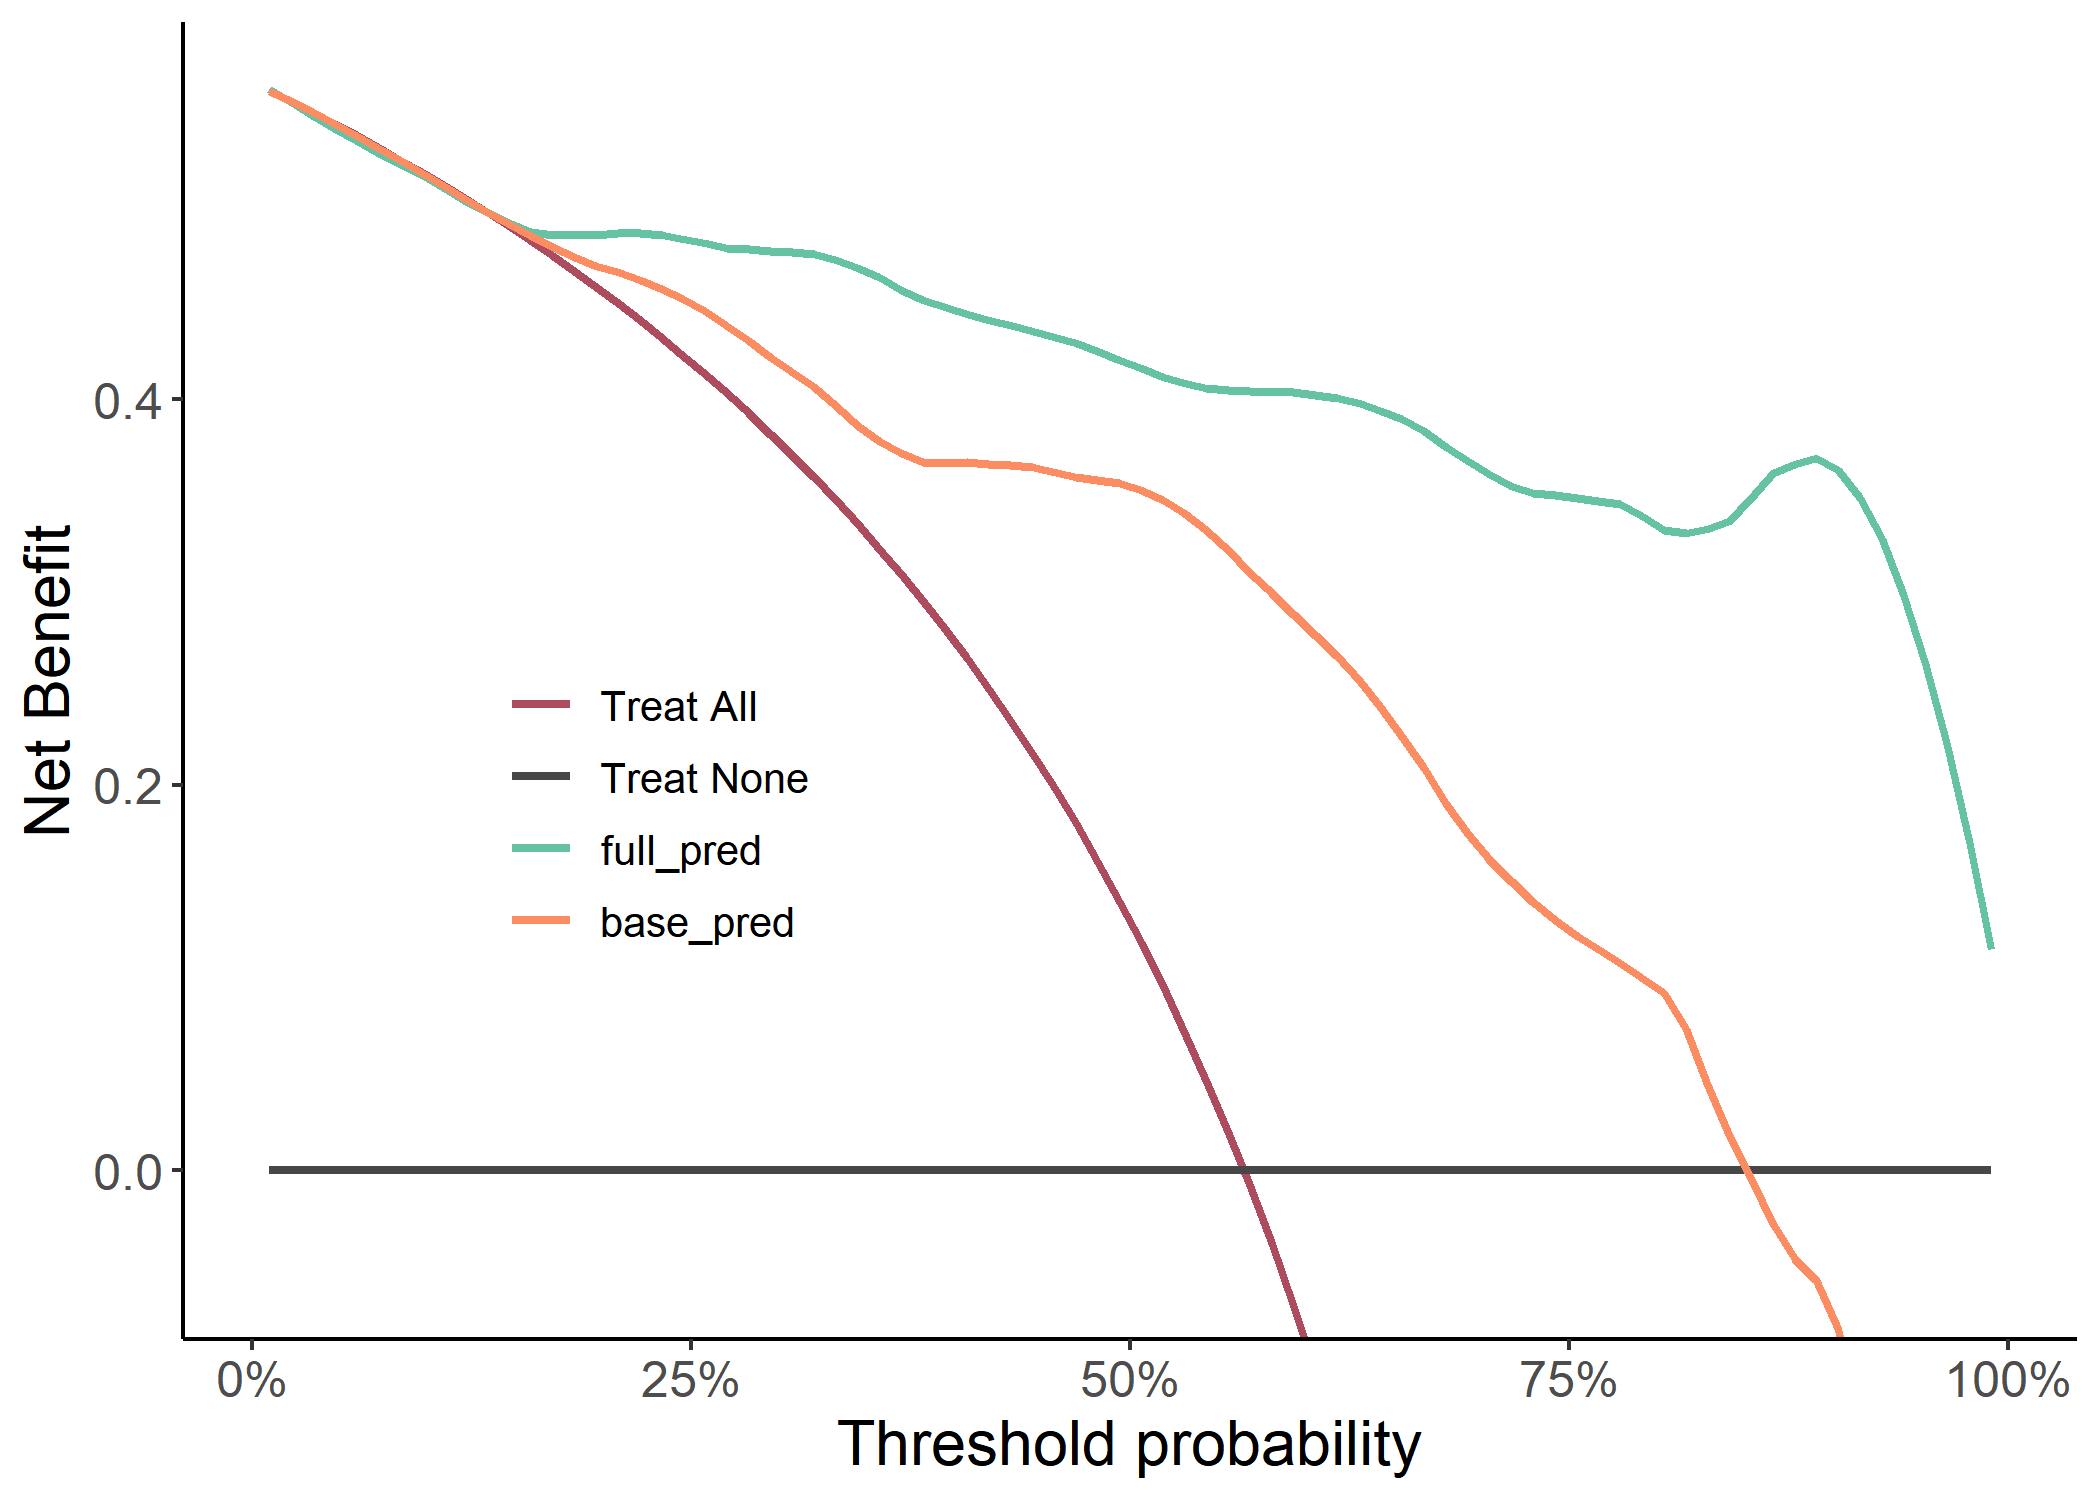 Net Benefit
0.4
0.2
0.0
Treat All
Treat None
full_pred
base_pred
0%
25%
50%
75%
100%
Threshold probability